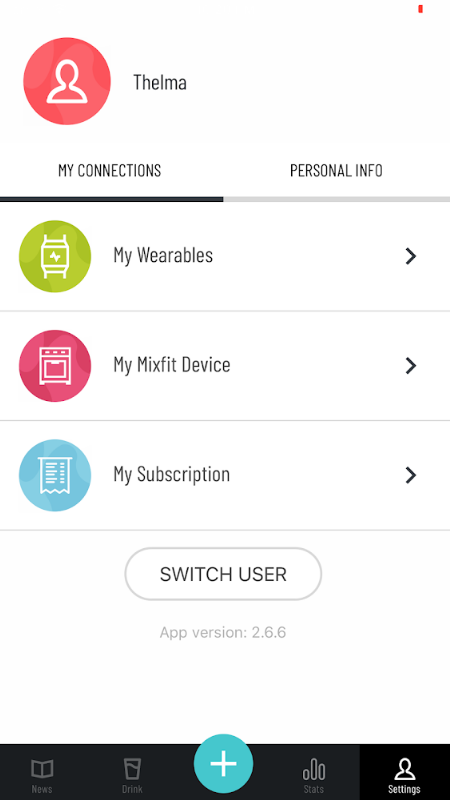 Thelma
MY CONNECTIONS PERSONAL INFO
My Wearables
My Mixfit Device
My Subscription
SWITCH USER
App version: 2.6.6
News Drink Stats Settings